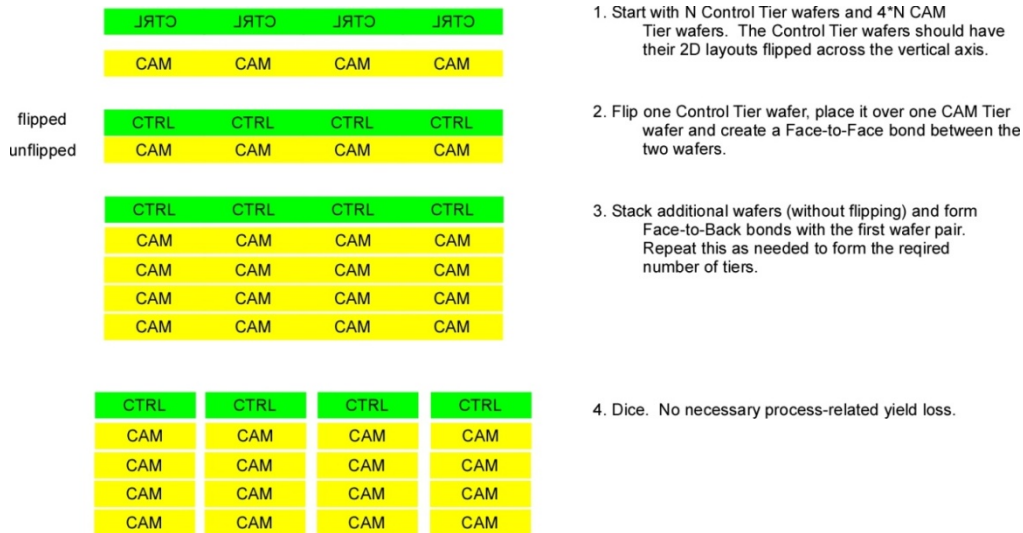 CTRL CTRL CTRL CTRL
CAM CAM CAM CAM
1. Start with N Control Tier wafers and 4*N CAM
Tier wafers. The Control Tier wafers should have
their 2D layouts flipped across the vertical axis.
flipped
unflipped
CTRL CTRL CTRL CTRL
CAM CAM CAM CAM
2. Flip one Control Tier wafer, place it over one CAM Tier
wafer and create a Face-to-Face bond between the
two wafers.
CTRL CTRL CTRL CTRL
CAM CAM CAM CAM
CAM CAM CAM CAM
CAM CAM CAM CAM
CAM CAM CAM CAM
3. Stack additional wafers (without flipping) and form
Face-to-Back bonds with the first wafer pair.
Repeat this as needed to form the reqired
number of tiers.
CTRL CTRL CTRL CTRL
CAM CAM CAM CAM
CAM CAM CAM CAM
CAM CAM CAM CAM
CAM CAM CAM CAM
4. Dice. No necessary process-related yield loss.